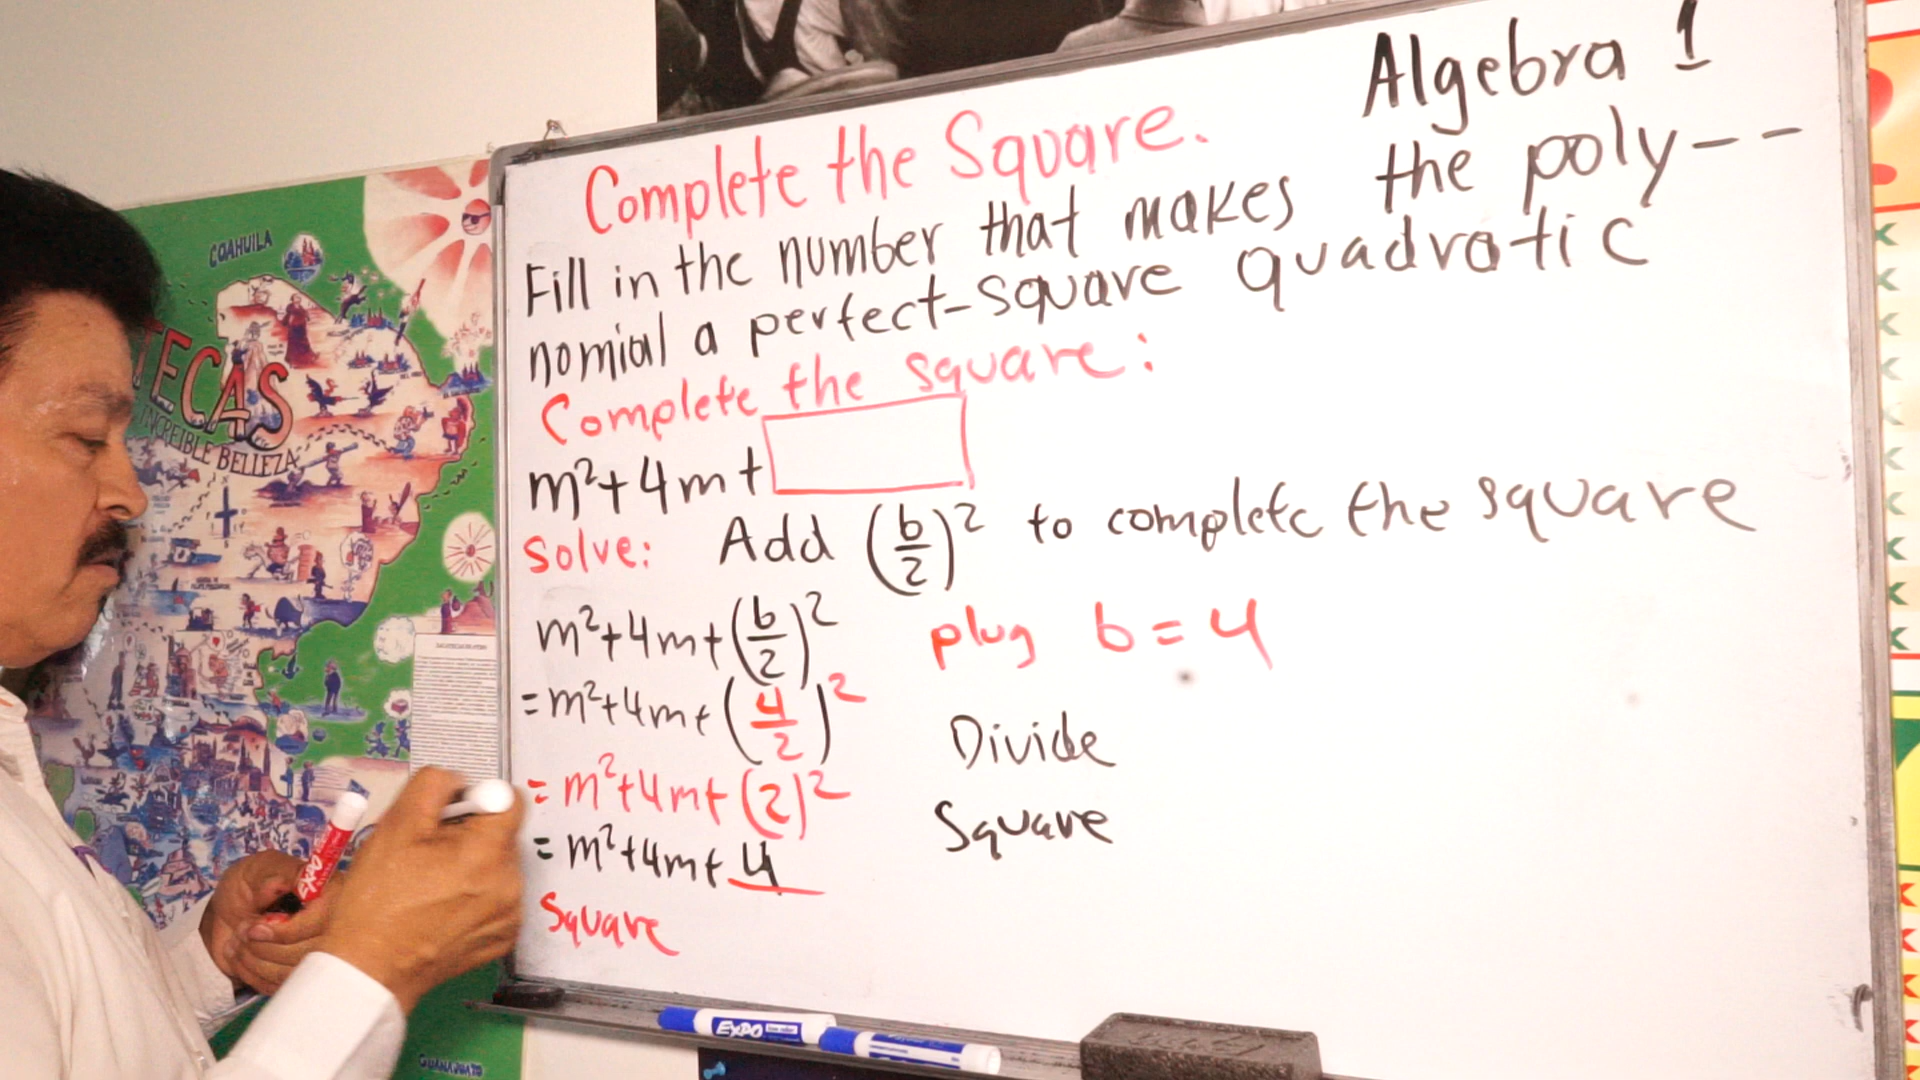 Algebra 1
Complete the Square.
Fill in the number that makes the poly--
nomial a perfect-square quadratic
Complete the square:
m²+4m+
Solve: Add (b/2)² to complete the square
m²+4m+(b/2)² plug b=4
=m²+4m+(4/2)² Divide
=m²+4m+(2)² Square
=m²+4m+4
Square
COAHUILA
TECAS
INCREIBLE BELLEZA
GUANAJUATO
EXPO
EXPO